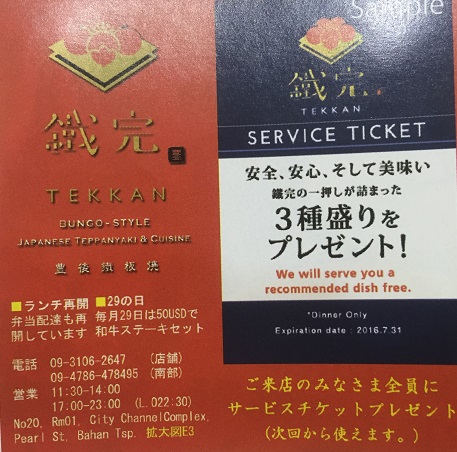 鐵完
TEKKAN
BUNGO-STYLE
JAPANESE TEPPANYAKI & CUISINE
豊後鐵板焼
■ランチ再開
弁当配達も再
開しています
■29の日
毎月29日は50USDで
和牛ステーキセット
電話 09-3106-2647 (店舗)
09-4786-478495 (南部)
営業 11:30-14:00
17:00-23:00 (L.O22:30)
No20, Rm01, City ChannelComplex,
Pearl St, Bahan Tsp. 拡大図E3
Sample
鐵完
TEKKAN
SERVICE TICKET
安全、安心、そして美味い
鐵完の一押しが詰まった
3種盛りを
プレゼント!
We will serve you a
recommended dish free.
*Dinner Only
Expiration date : 2016.7.31
ご来店のみなさま全員に
サービスチケットプレゼント
(次回から使えます。)